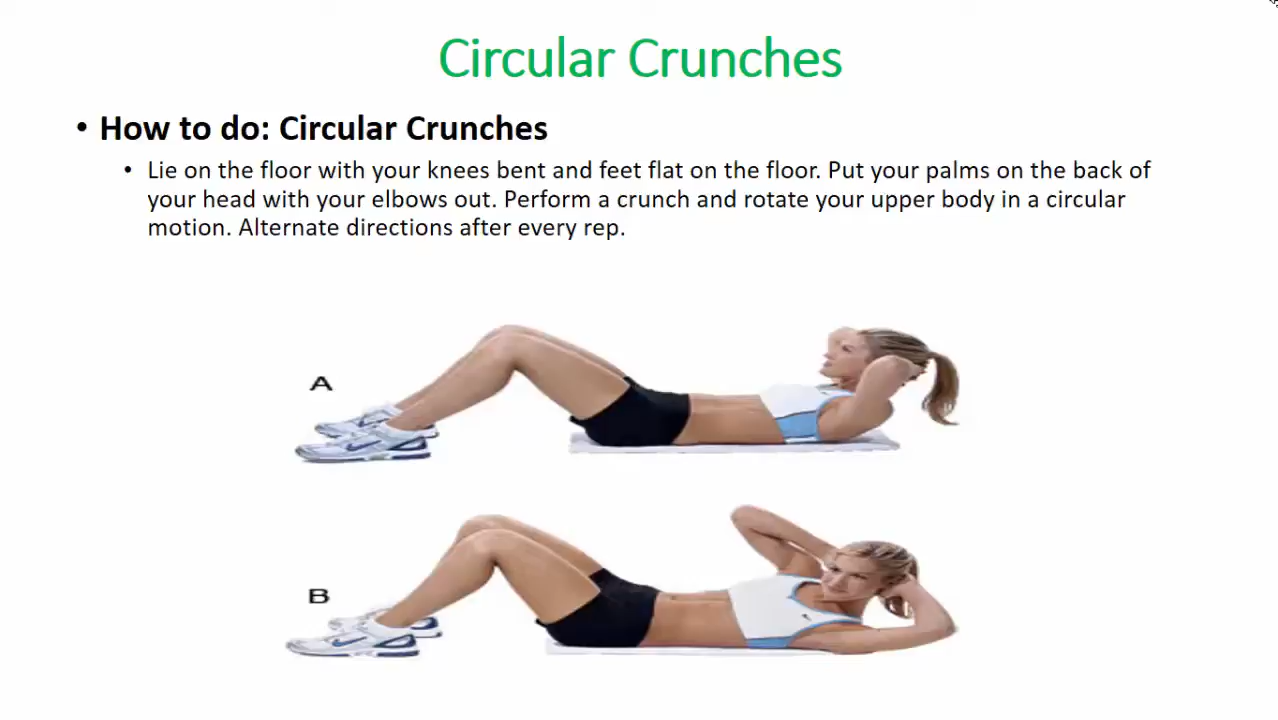 Circular Crunches
• How to do: Circular Crunches
• Lie on the floor with your knees bent and feet flat on the floor. Put your palms on the back of
your head with your elbows out. Perform a crunch and rotate your upper body in a circular
motion. Alternate directions after every rep.
A
B